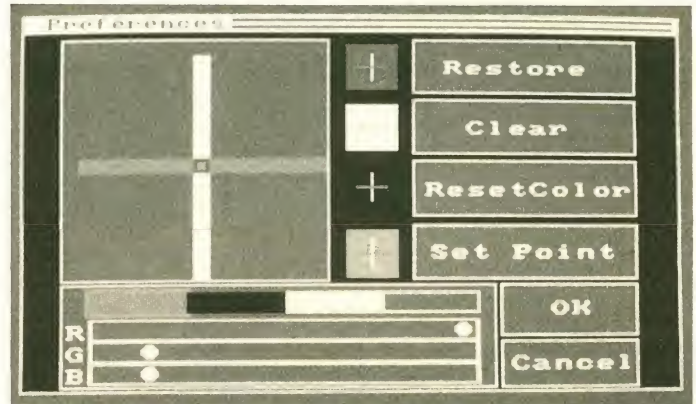 Preferences
Restore
Clear
ResetColor
Set Point
OK
R
G
B
Cancel